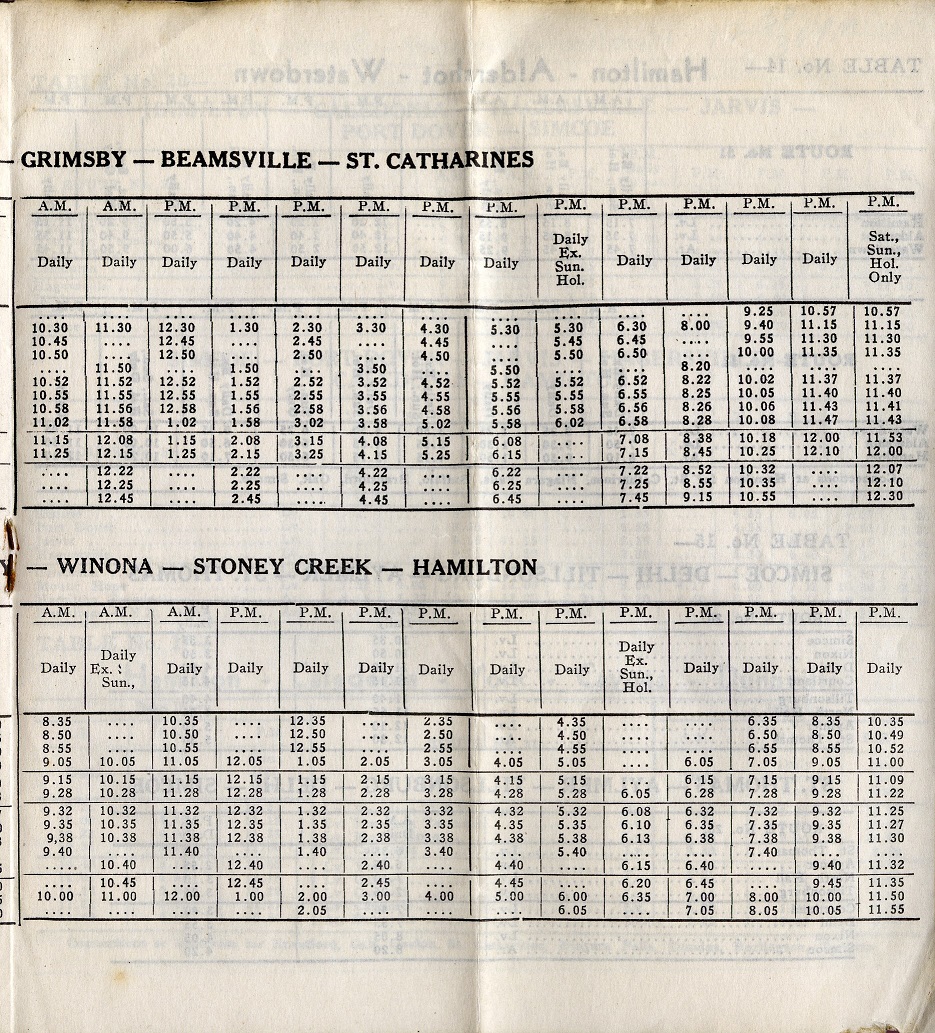 — GRIMSBY — BEAMSVILLE — ST. CATHARINES
A.M. A.M. P.M. P.M. P.M. P.M. P.M. P.M. P.M. P.M. P.M. P.M. P.M. P.M.
Daily Daily Daily Daily Daily Daily Daily Daily Daily Ex. Sun. Hol. Daily Daily Daily Daily Sat., Sun., Hol. Only
.... .... .... .... .... .... .... .... .... .... .... 9.25 10.57 10.57
10.30 11.30 12.30 1.30 2.30 3.30 4.30 5.30 5.30 6.30 8.00 9.40 11.15 11.15
10.45 .... 12.45 .... 2.45 .... 4.45 .... 5.45 6.45 .... 9.55 11.30 11.30
10.50 .... 12.50 .... 2.50 .... 4.50 .... 5.50 6.50 .... 10.00 11.35 11.35
.... 11.50 .... 1.50 .... 3.50 .... 5.50 .... .... 8.20 .... .... ....
10.52 11.52 12.52 1.52 2.52 3.52 4.52 5.52 5.52 6.52 8.22 10.02 11.37 11.37
10.55 11.55 12.55 1.55 2.55 3.55 4.55 5.55 5.55 6.55 8.25 10.05 11.40 11.40
10.58 11.56 12.58 1.56 2.58 3.56 4.58 5.56 5.58 6.56 8.26 10.06 11.43 11.41
11.02 11.58 1.02 1.58 3.02 3.58 5.02 5.58 6.02 6.58 8.28 10.08 11.47 11.43
11.15 12.08 1.15 2.08 3.15 4.08 5.15 6.08 .... 7.08 8.38 10.18 12.00 11.53
11.25 12.15 1.25 2.15 3.25 4.15 5.25 6.15 .... 7.15 8.45 10.25 12.10 12.00
.... 12.22 .... 2.22 .... 4.22 .... 6.22 .... 7.22 8.52 10.32 .... 12.07
.... 12.25 .... 2.25 .... 4.25 .... 6.25 .... 7.25 8.55 10.35 .... 12.10
.... 12.45 .... 2.45 .... 4.45 .... 6.45 .... 7.45 9.15 10.55 .... 12.30
Y — WINONA — STONEY CREEK — HAMILTON
A.M. A.M. A.M. P.M. P.M. P.M. P.M. P.M. P.M. P.M. P.M. P.M. P.M. P.M.
Daily Daily Ex. Sun., Daily Daily Daily Daily Daily Daily Daily Daily Ex. Sun., Hol. Daily Daily Daily Daily
8.35 .... 10.35 .... 12.35 .... 2.35 .... 4.35 .... .... 6.35 8.35 10.35
8.50 .... 10.50 .... 12.50 .... 2.50 .... 4.50 .... .... 6.50 8.50 10.49
8.55 .... 10.55 .... 12.55 .... 2.55 .... 4.55 .... .... 6.55 8.55 10.52
9.05 10.05 11.05 12.05 1.05 2.05 3.05 4.05 5.05 .... 6.05 7.05 9.05 11.00
9.15 10.15 11.15 12.15 1.15 2.15 3.15 4.15 5.15 .... 6.15 7.15 9.15 11.09
9.28 10.28 11.28 12.28 1.28 2.28 3.28 4.28 5.28 6.05 6.28 7.28 9.28 11.22
9.32 10.32 11.32 12.32 1.32 2.32 3.32 4.32 5.32 6.08 6.32 7.32 9.32 11.25
9.35 10.35 11.35 12.35 1.35 2.35 3.35 4.35 5.35 6.10 6.35 7.35 9.35 11.27
9,38 10.38 11.38 12.38 1.38 2.38 3.38 4.38 5.38 6.13 6.38 7.38 9.38 11.30
9.40 .... 11.40 .... 1.40 .... 3.40 .... 5.40 .... .... 7.40 .... ....
.... 10.40 .... 12.40 .... 2.40 .... 4.40 .... 6.15 6.40 .... 9.40 11.32
.... 10.45 .... 12.45 .... 2.45 .... 4.45 .... 6.20 6.45 .... 9.45 11.35
10.00 11.00 12.00 1.00 2.00 3.00 4.00 5.00 6.00 6.35 7.00 8.00 10.00 11.50
.... .... .... .... 2.05 .... .... .... 6.05 .... 7.05 8.05 10.05 11.55